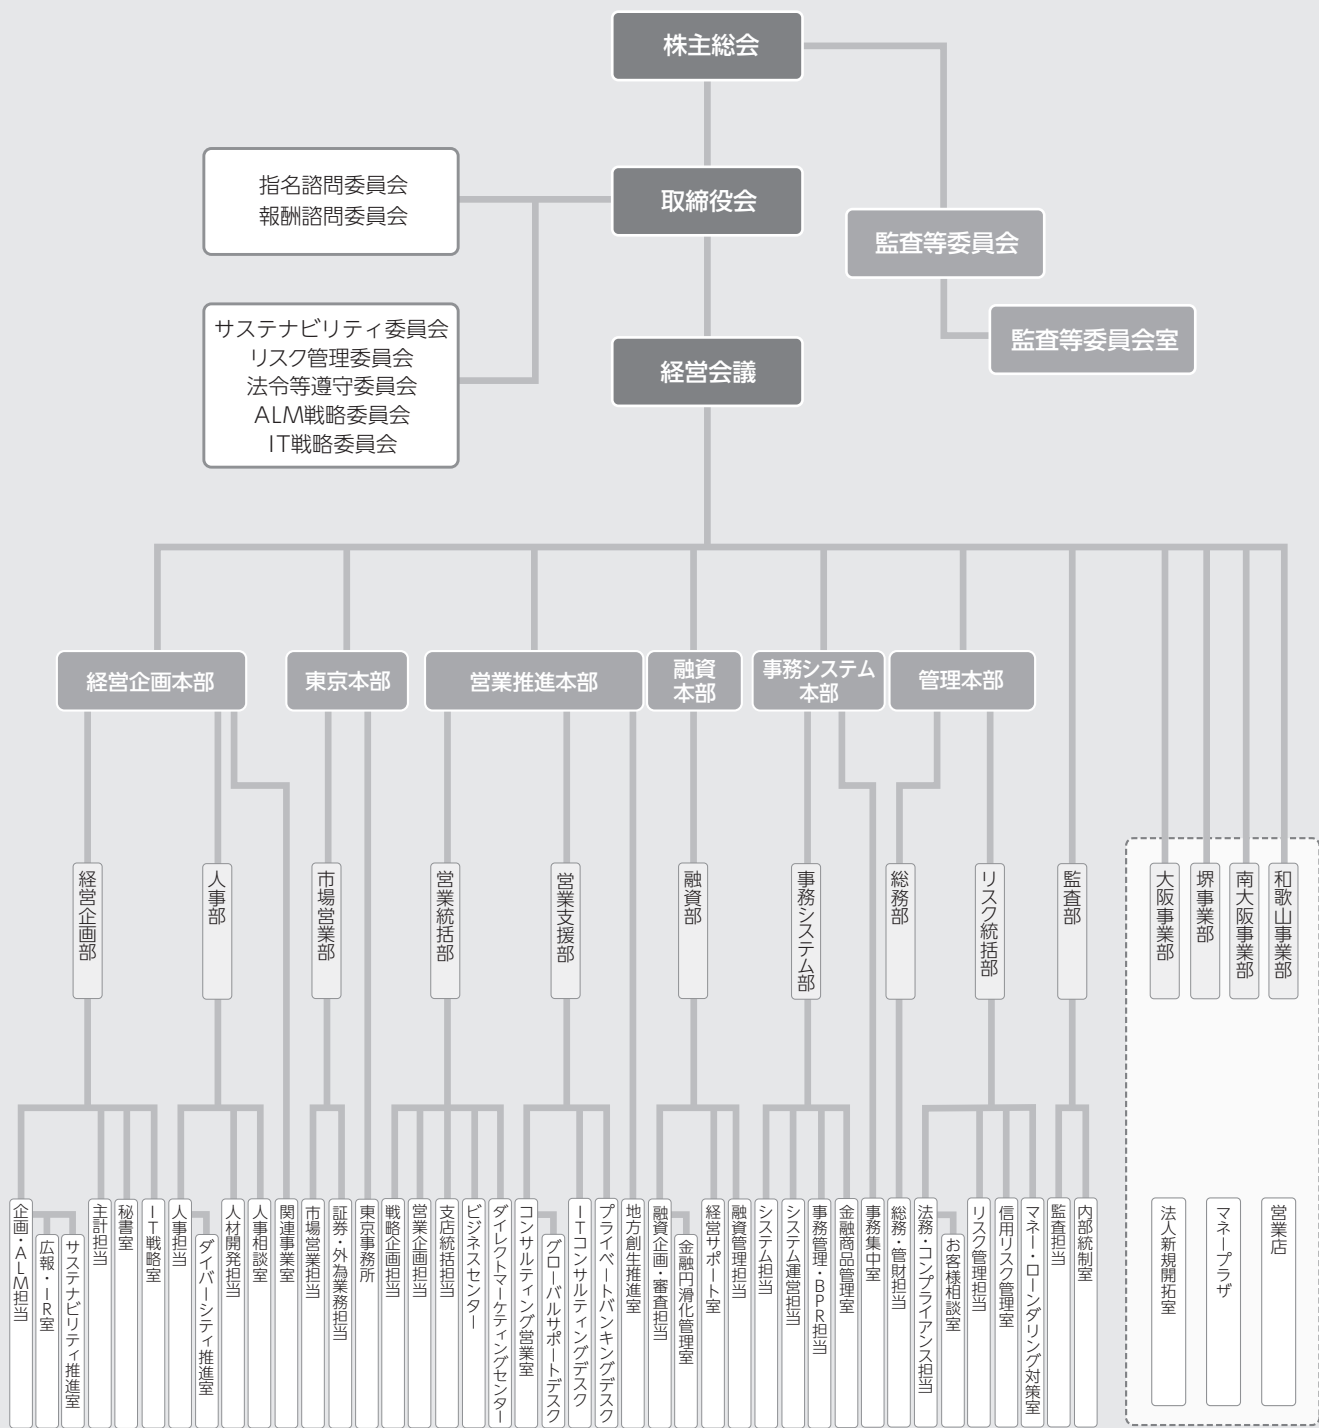 株主総会
取締役会
指名諮問委員会
報酬諮問委員会
監査等委員会
サステナビリティ委員会
リスク管理委員会
法令等遵守委員会
ALM戦略委員会
IT戦略委員会
監査等委員会室
経営会議
経営企画本部
東京本部
営業推進本部
融資
本部
事務システム
本部
管理本部
経営企画部
人事部
市場営業部
営業統括部
営業支援部
融資部
事務システム部
総務部
リスク統括部
監査部
大阪事業部
堺事業部
南大阪事業部
和歌山事業部
企画・ALM担当
広報・IR室
サステナビリティ推進室
主計担当
秘書室
IT戦略室
人事担当
ダイバーシティ推進室
人材開発担当
人事相談室
関連事業室
市場営業担当
証券・外為業務担当
東京事務所
戦略企画担当
営業企画担当
支店統括担当
ビジネスセンター
ダイレクトマーケティングセンター
コンサルティング営業室
グローバルサポートデスク
ITコンサルティングデスク
プライベートバンキングデスク
地方創生推進室
融資企画・審査担当
金融円滑化管理室
経営サポート室
融資管理担当
システム担当
システム運営担当
事務管理・BPR担当
金融商品管理室
事務集中室
総務・管財担当
法務・コンプライアンス担当
お客様相談室
リスク管理担当
信用リスク管理室
マネー・ローンダリング対策室
監査担当
内部統制室
法人新規開拓室
マネープラザ
営業店